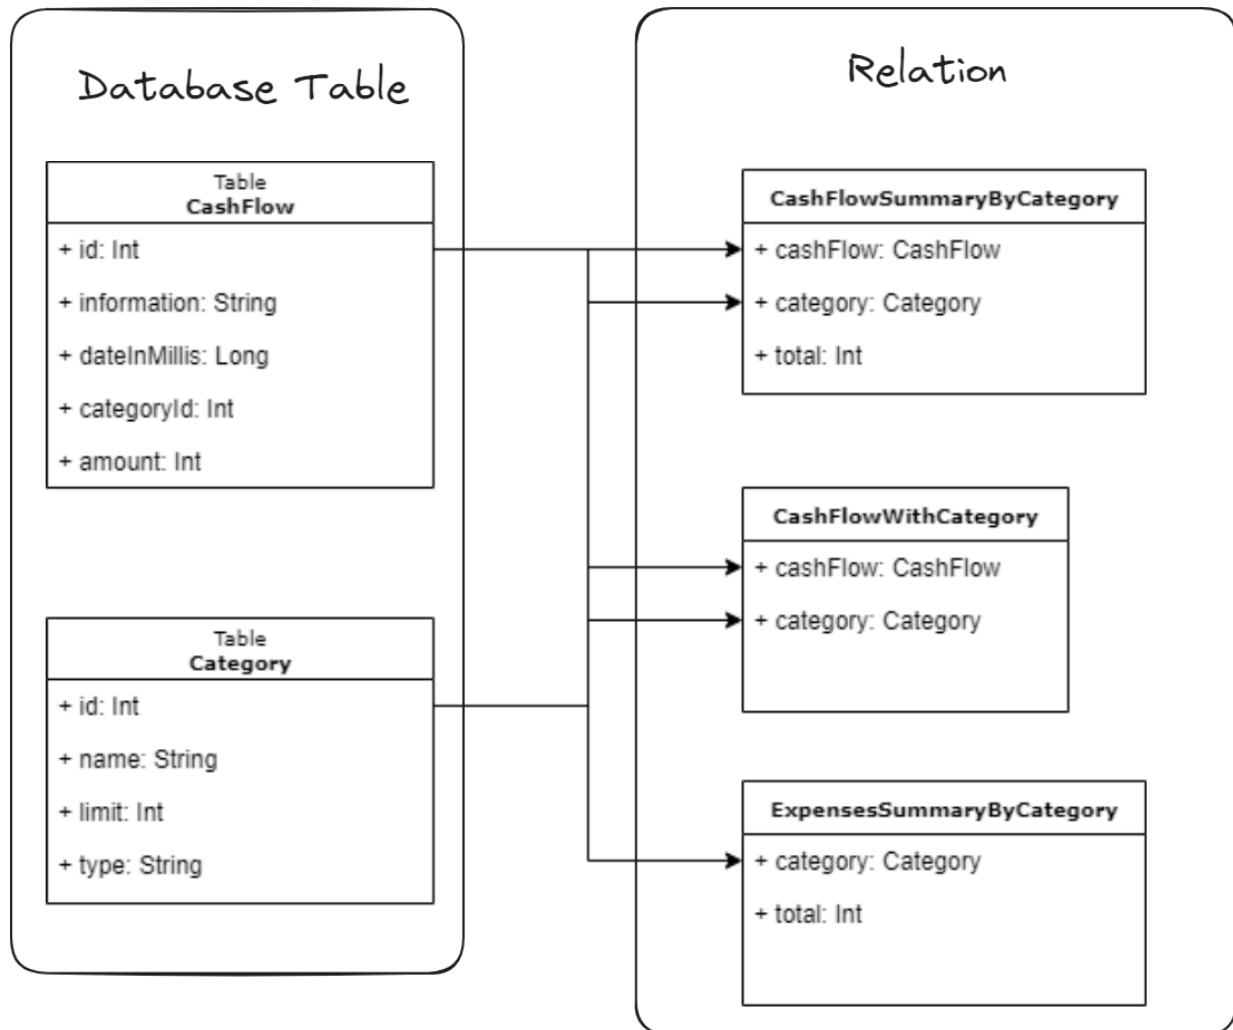 Database Table
Table
CashFlow
+ id: Int
+ information: String
+ dateInMillis: Long
+ categoryId: Int
+ amount: Int
Table
Category
+ id: Int
+ name: String
+ limit: Int
+ type: String
Relation
CashFlowSummaryByCategory
+ cashFlow: CashFlow
+ category: Category
+ total: Int
CashFlowWithCategory
+ cashFlow: CashFlow
+ category: Category
ExpensesSummaryByCategory
+ category: Category
+ total: Int